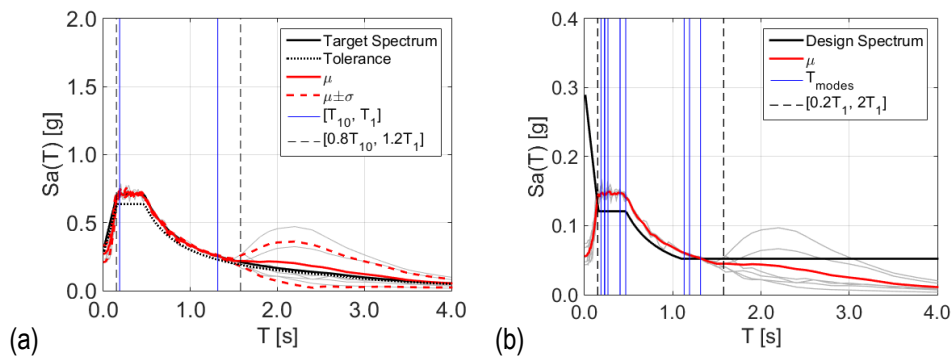 2.0
1.5
1.0
0.5
0.0
Sa(T) [g]
Target Spectrum
Tolerance
μ
μ±σ
[T10, T1]
[0.8T10, 1.2T1]
0.0 1.0 2.0 3.0 4.0
T [s]
(a)
0.4
0.3
0.2
0.1
0.0
Sa(T) [g]
Design Spectrum
μ
Tmodes
[0.2T1, 2T1]
0.0 1.0 2.0 3.0 4.0
T [s]
(b)